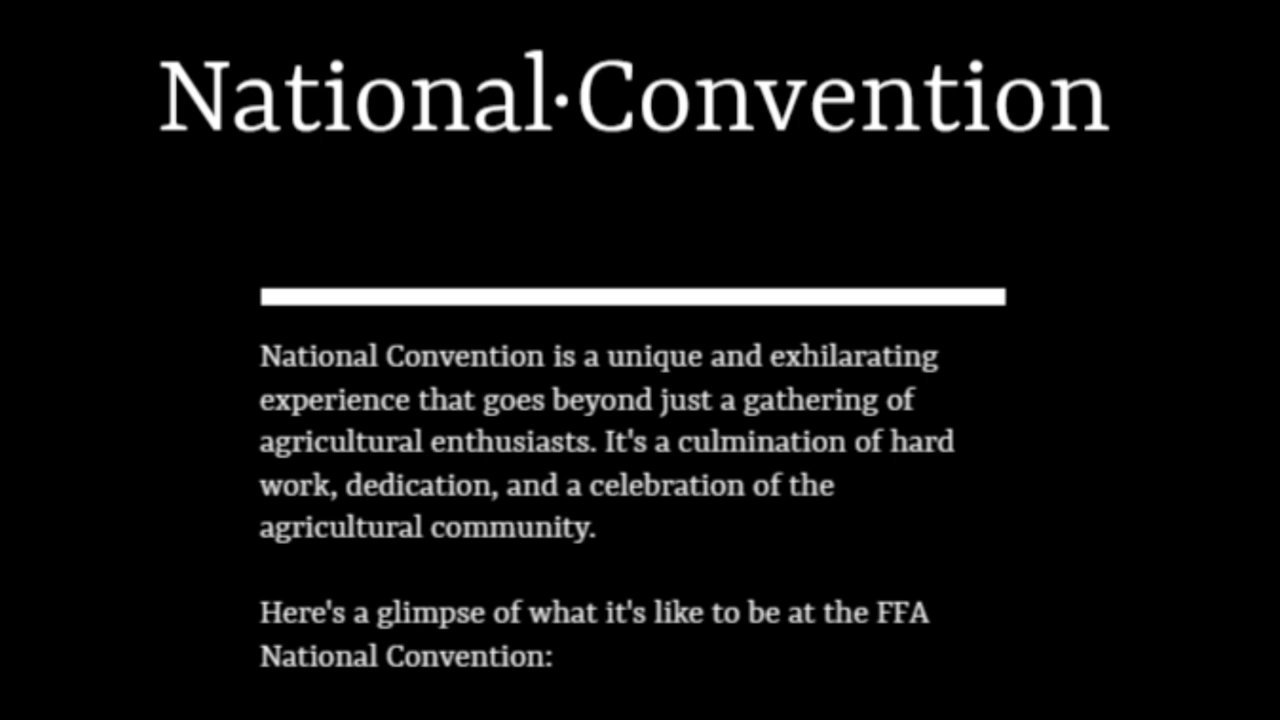 National·Convention
National Convention is a unique and exhilarating
experience that goes beyond just a gathering of
agricultural enthusiasts. It's a culmination of hard
work, dedication, and a celebration of the
agricultural community.
Here's a glimpse of what it's like to be at the FFA
National Convention: